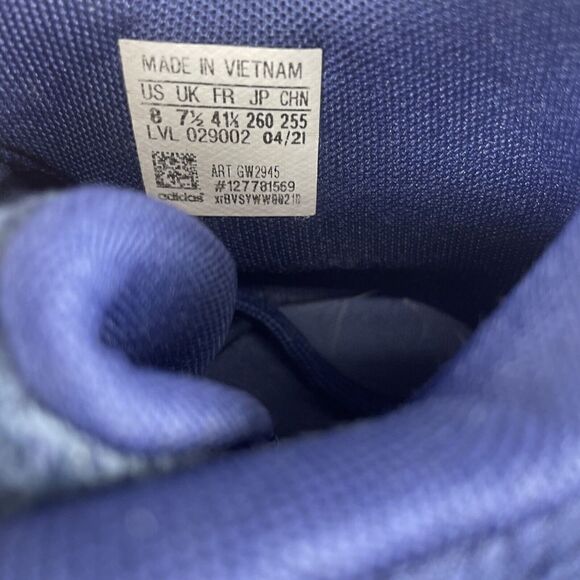 MADE IN VIETNAM
US UK FR JP CHN
8 7½ 41⅓ 260 255
LVL 029002 04/21
ART GW2945
#127781569
adidas